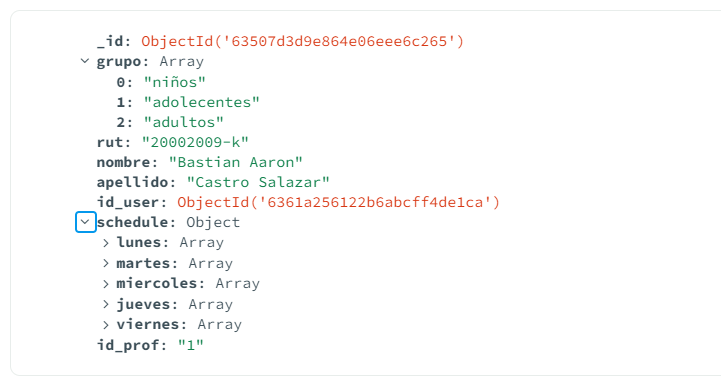 _id: ObjectId('63507d3d9e864e06eee6c265')
grupo: Array
0: "niños"
1: "adolecentes"
2: "adultos"
rut: "20002009-k"
nombre: "Bastian Aaron"
apellido: "Castro Salazar"
id_user: ObjectId('6361a256122b6abcff4de1ca')
schedule: Object
lunes: Array
martes: Array
miercoles: Array
jueves: Array
viernes: Array
id_prof: "1"